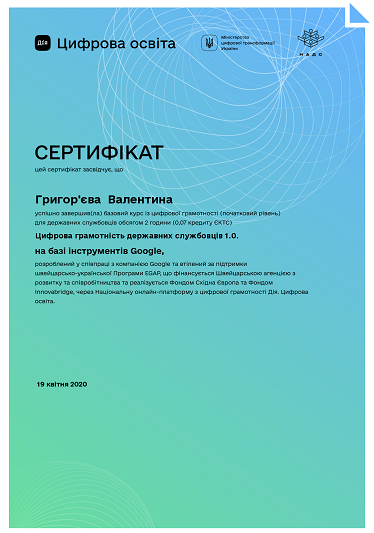 Дія Цифрова освіта
Міністерство
цифрової трансформації
України
НАДС
СЕРТИФІКАТ
цей сертифікат засвідчує, що
Григор'єва Валентина
успішно завершив(ла) базовий курс із цифрової грамотності (початковий рівень)
для державних службовців обсягом 2 години (0,07 кредиту ЄКТС)
Цифрова грамотність державних службовців 1.0.
на базі інструментів Google,
розроблений у співпраці з компанією Google та втілений за підтримки
швейцарсько-української Програми EGAP, що фінансується Швейцарською агенцією з
розвитку та співробітництва та реалізується Фондом Східна Європа та Фондом
Innovabridge, через Національну онлайн-платформу з цифрової грамотності Дія. Цифрова
освіта.
19 квітня 2020